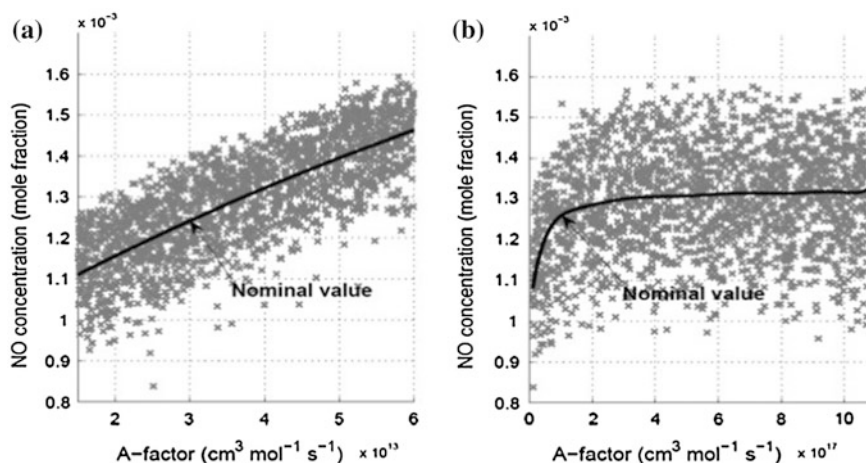 (a)
× 10⁻³
1.6
1.5
1.4
1.3
1.2
1.1
1
0.9
0.8
NO concentration (mole fraction)
Nominal value
2 3 4 5 6
A−factor (cm³ mol⁻¹ s⁻¹) × 10¹³
(b)
× 10⁻³
1.6
1.5
1.4
1.3
1.2
1.1
1
0.9
0.8
NO concentration (mole fraction)
Nominal value
0 2 4 6 8 10
A−factor (cm³ mol⁻¹ s⁻¹) × 10¹⁷